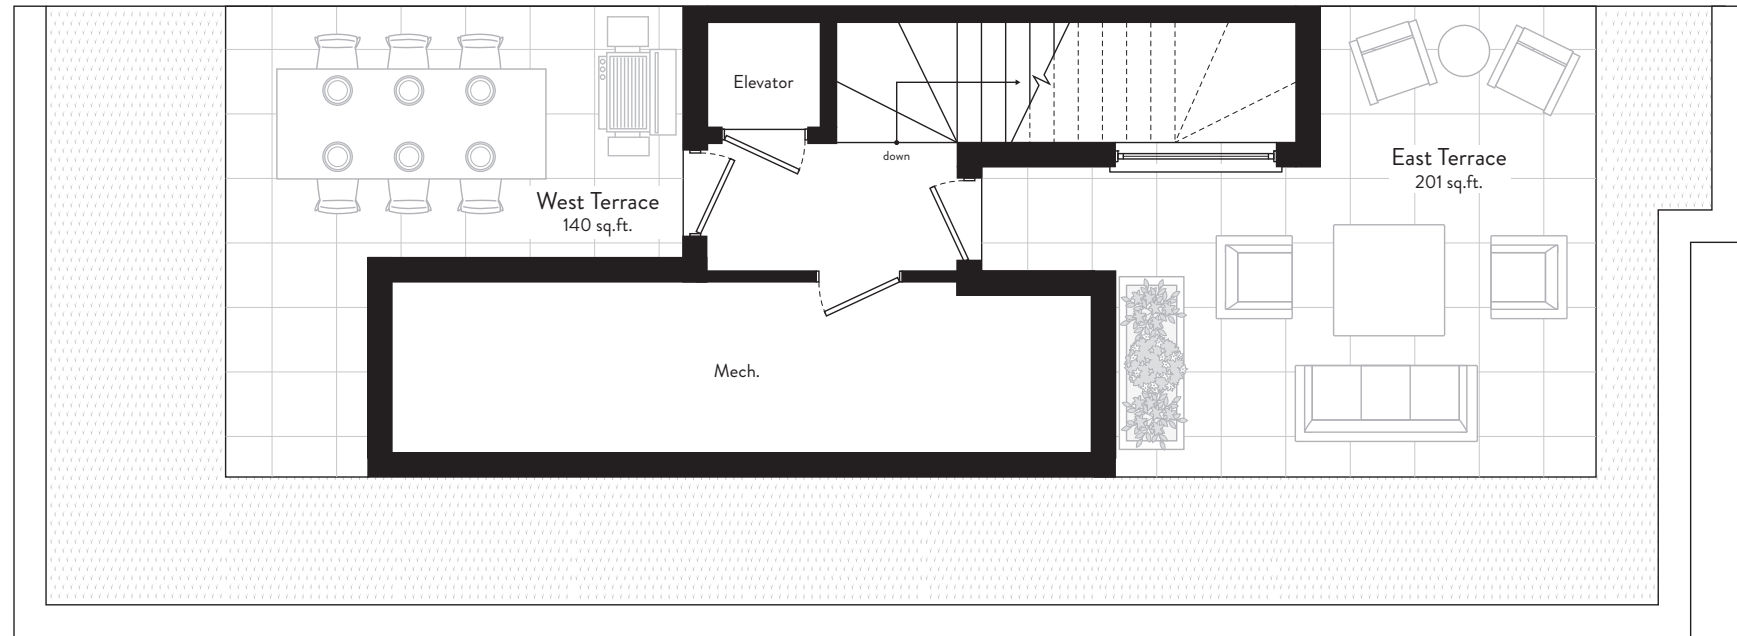 Elevator
down
West Terrace
140 sq.ft.
East Terrace
201 sq.ft.
Mech.